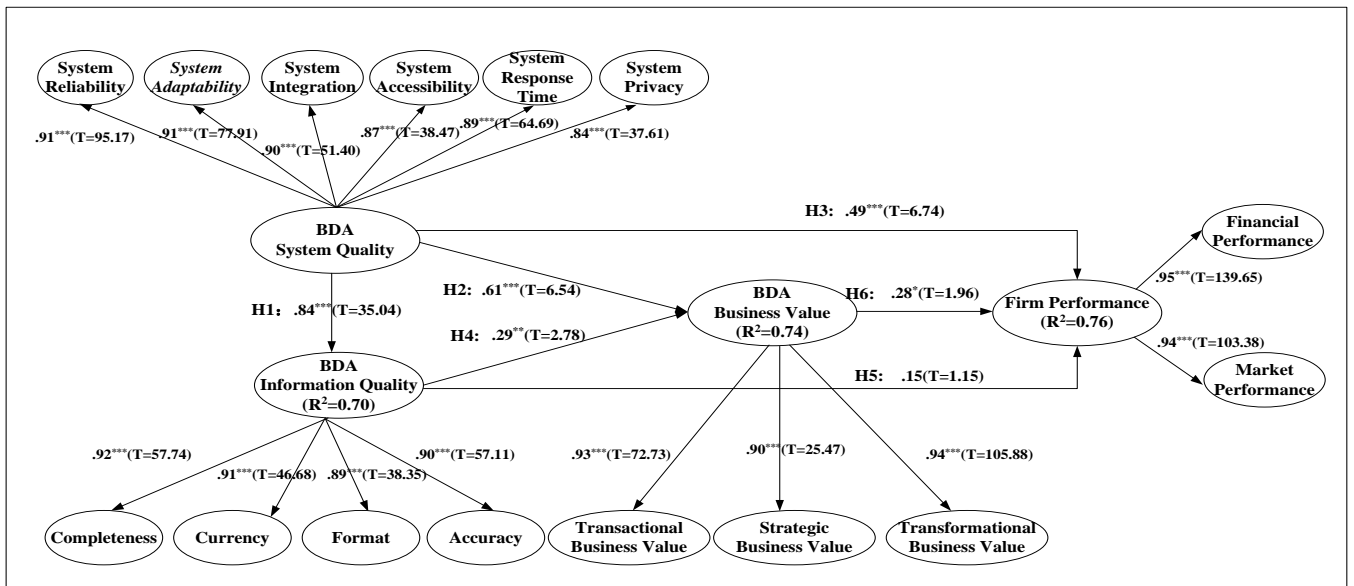 System
Reliability
System
Adaptability
System
Integration
System
Accessibility
System
Response
Time
System
Privacy
.91***(T=95.17)
.91***(T=77.91)
.90***(T=51.40)
.87***(T=38.47)
.89***(T=64.69)
.84***(T=37.61)
BDA
System Quality
H3: .49***(T=6.74)
Financial
Performance
.95***(T=139.65)
H1: .84***(T=35.04)
H2: .61***(T=6.54)
H4: .29**(T=2.78)
BDA
Business Value
(R²=0.74)
H6: .28*(T=1.96)
Firm Performance
(R²=0.76)
.94***(T=103.38)
Market
Performance
BDA
Information Quality
(R²=0.70)
H5: .15(T=1.15)
.92***(T=57.74)
.91***(T=46.68)
.89***(T=38.35)
.90***(T=57.11)
.93***(T=72.73)
.90***(T=25.47)
.94***(T=105.88)
Completeness
Currency
Format
Accuracy
Transactional
Business Value
Strategic
Business Value
Transformational
Business Value